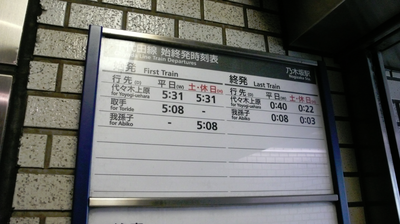 田線 始終発時刻表
Line Train Departures
乃木坂駅
発 First Train
終発 Last Train
行先 平日 土・休日
行先 平日 土・休日
代々木上原 5:31 5:31
for Yoyogi-uehara
代々木上原 0:40 0:22
for Yoyogi-uehara
取手 5:08 -
for Toride
我孫子 0:08 0:03
for Abiko
我孫子 - 5:08
for Abiko